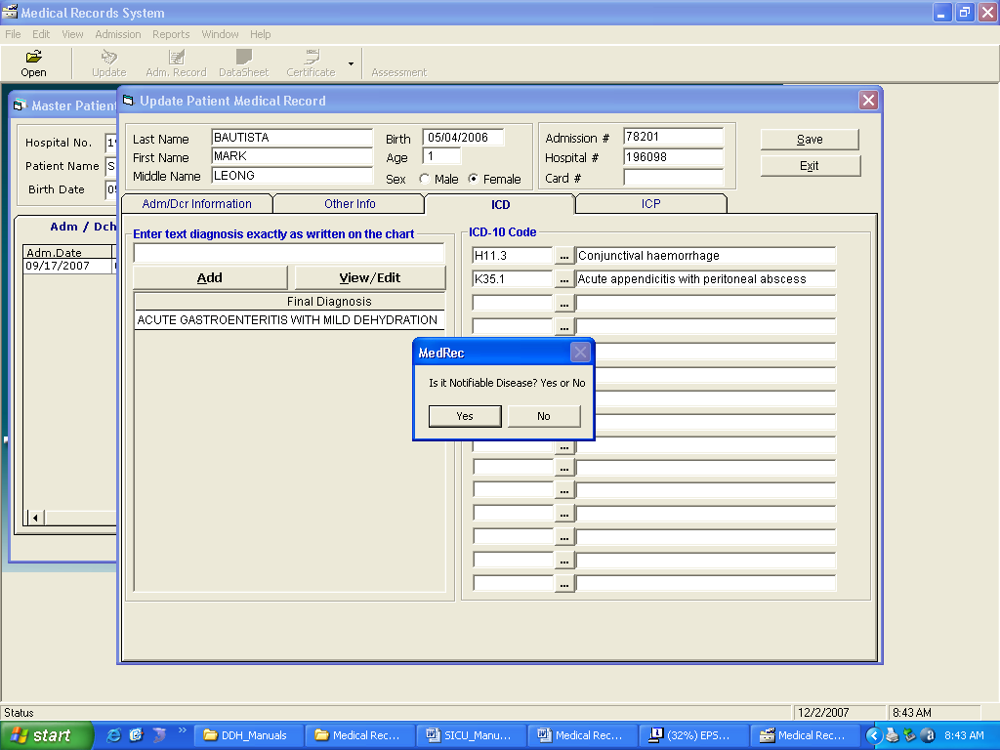 Medical Records System
File Edit View Admission Reports Window Help
Open Update Adm. Record DataSheet Certificate Assessment
Master Patient
Hospital No.
Patient Name
Birth Date
Adm / Dch
Adm.Date
09/17/2007
Update Patient Medical Record
Last Name BAUTISTA
First Name MARK
Middle Name LEONG
Birth 05/04/2006
Age 1
Sex Male Female
Admission # 78201
Hospital # 196098
Card #
Save
Exit
Adm/Dcr Information Other Info ICD ICP
Enter text diagnosis exactly as written on the chart
Add View/Edit
Final Diagnosis
ACUTE GASTROENTERITIS WITH MILD DEHYDRATION
ICD-10 Code
H11.3 ... Conjunctival haemorrhage
K35.1 ... Acute appendicitis with peritoneal abscess
...
...
MedRec
Is it Notifiable Disease? Yes or No
Yes No
...
...
...
...
...
...
...
Status 12/2/2007 8:43 AM
start DDH_Manuals Medical Rec... SICU_Manu... Medical Rec... (32%) EPS... Medical Rec... 8:43 AM